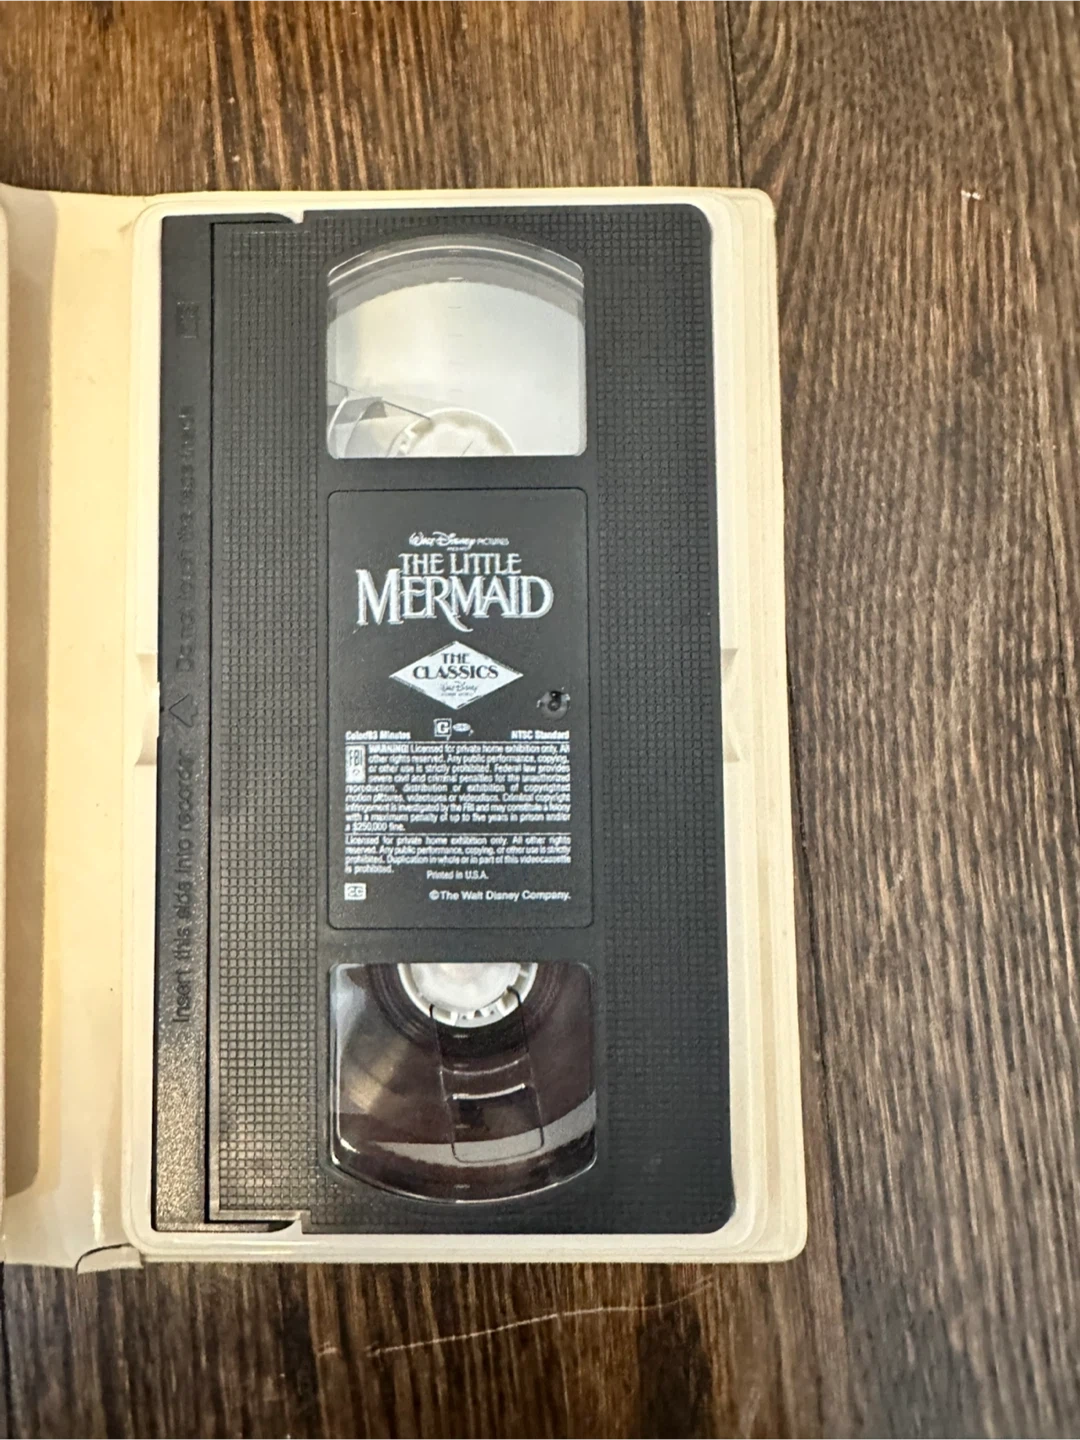 Walt Disney PICTURES
PRESENTS
THE LITTLE
MERMAID
THE
CLASSICS
Walt Disney
G CC
Color/83 Minutes NTSC Standard
FBI WARNING! Licensed for private home exhibition only. All
other rights reserved. Any public performance, copying,
or other use is strictly prohibited. Federal law provides
severe civil and criminal penalties for the unauthorized
reproduction, distribution or exhibition of copyrighted
motion pictures, videotapes or videodiscs. Criminal copyright
infringement is investigated by the FBI and may constitute a felony
with a maximum penalty of up to five years in prison and/or
a $250,000 fine.
Licensed for private home exhibition only. All other rights
reserved. Any public performance, copying, or other use is strictly
prohibited. Duplication in whole or in part of this videocassette
is prohibited.
Printed in U.S.A.
CC ©The Walt Disney Company.
Insert this side into recorder Do not touch the tape inside